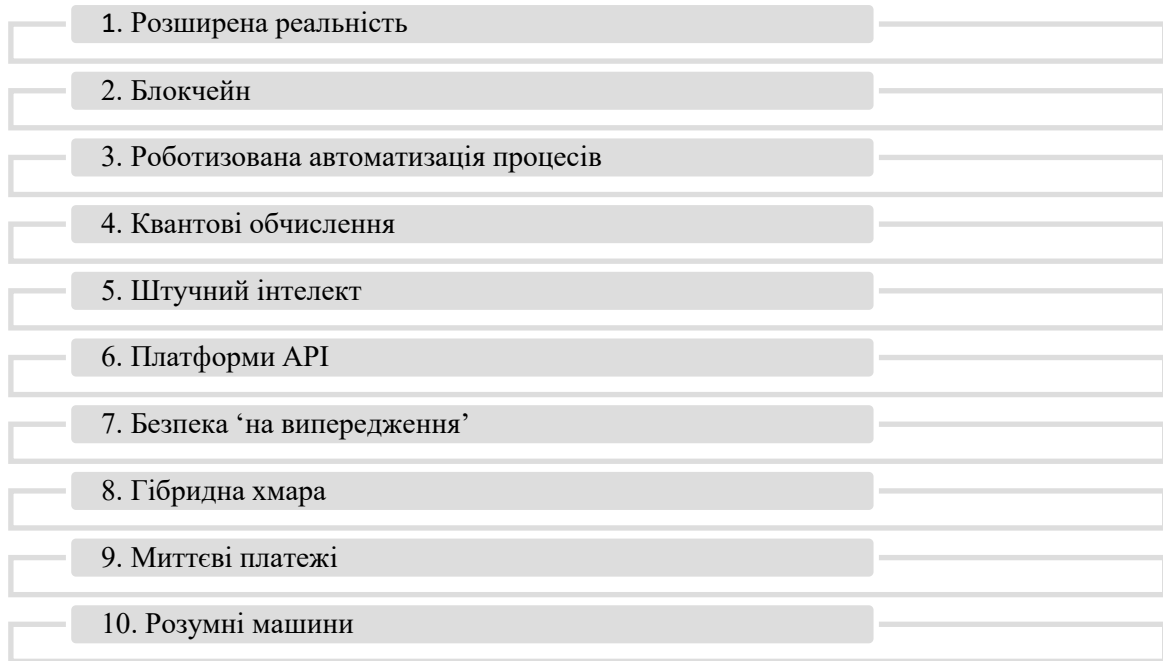 1. Розширена реальність
2. Блокчейн
3. Роботизована автоматизація процесів
4. Квантові обчислення
5. Штучний інтелект
6. Платформи API
7. Безпека ‘на випередження’
8. Гібридна хмара
9. Миттєві платежі
10. Розумні машини